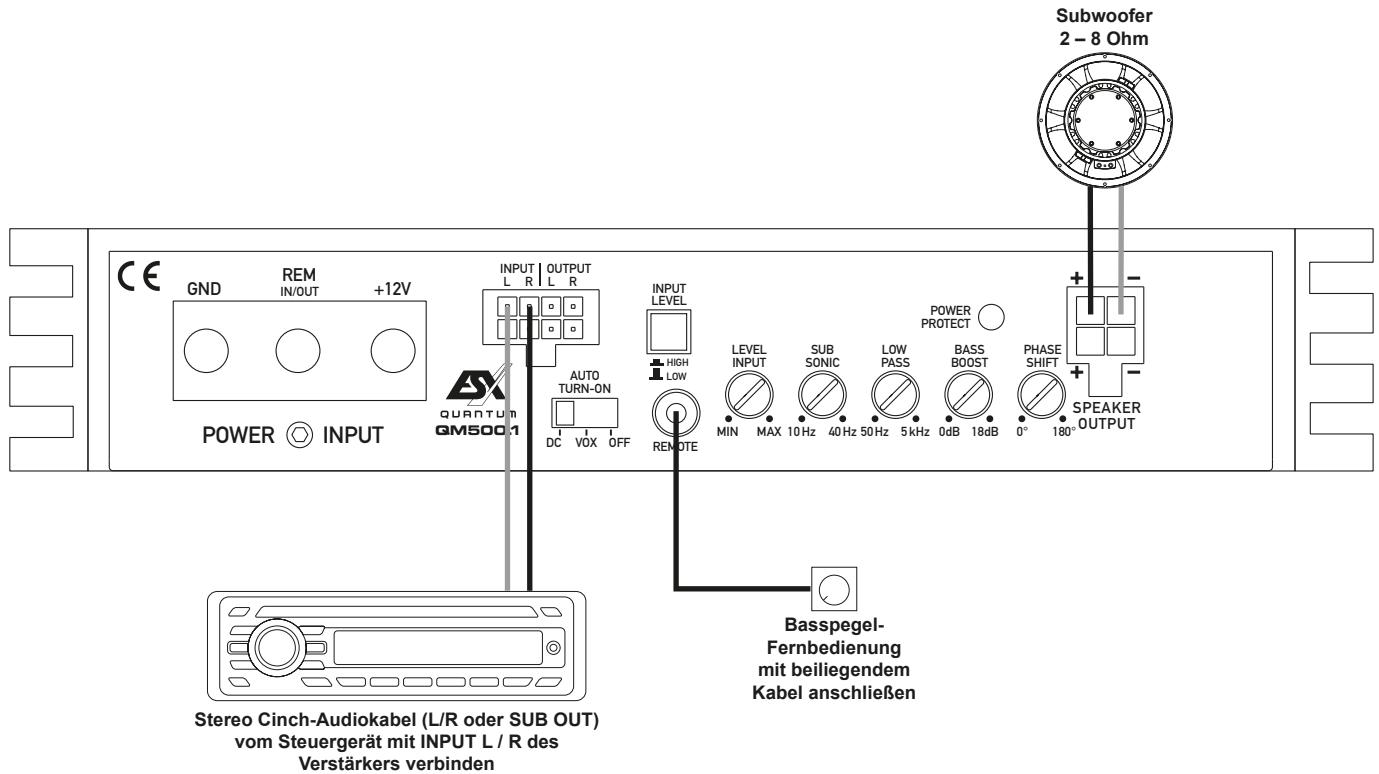 Subwoofer
2 – 8 Ohm
CE
GND
REM
IN/OUT
+12V
POWER INPUT
INPUT OUTPUT
L R L R
ESX
QUANTUM
QM500.1
AUTO
TURN-ON
DC VOX OFF
INPUT
LEVEL
HIGH
LOW
REMOTE
POWER
PROTECT
LEVEL
INPUT
MIN MAX
SUB
SONIC
10 Hz 40 Hz
LOW
PASS
50 Hz 5 kHz
BASS
BOOST
0dB 18dB
PHASE
SHIFT
0° 180°
+ −
+ −
SPEAKER
OUTPUT
Stereo Cinch-Audiokabel (L/R oder SUB OUT)
vom Steuergerät mit INPUT L / R des
Verstärkers verbinden
Basspegel-
Fernbedienung
mit beiliegendem
Kabel anschließen